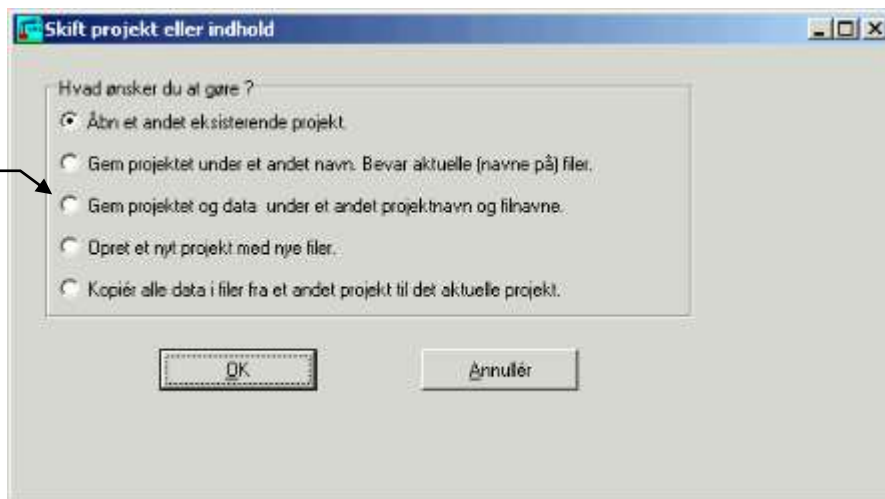 Skift projekt eller indhold
Hvad ønsker du at gøre ?
Åbn et andet eksisterende projekt.
Gem projektet under et andet navn. Bevar aktuelle (navne på) filer.
Gem projektet og data under et andet projektnavn og filnavne.
Opret et nyt projekt med nye filer.
Kopiér alle data i filer fra et andet projekt til det aktuelle projekt.
OK
Annullér